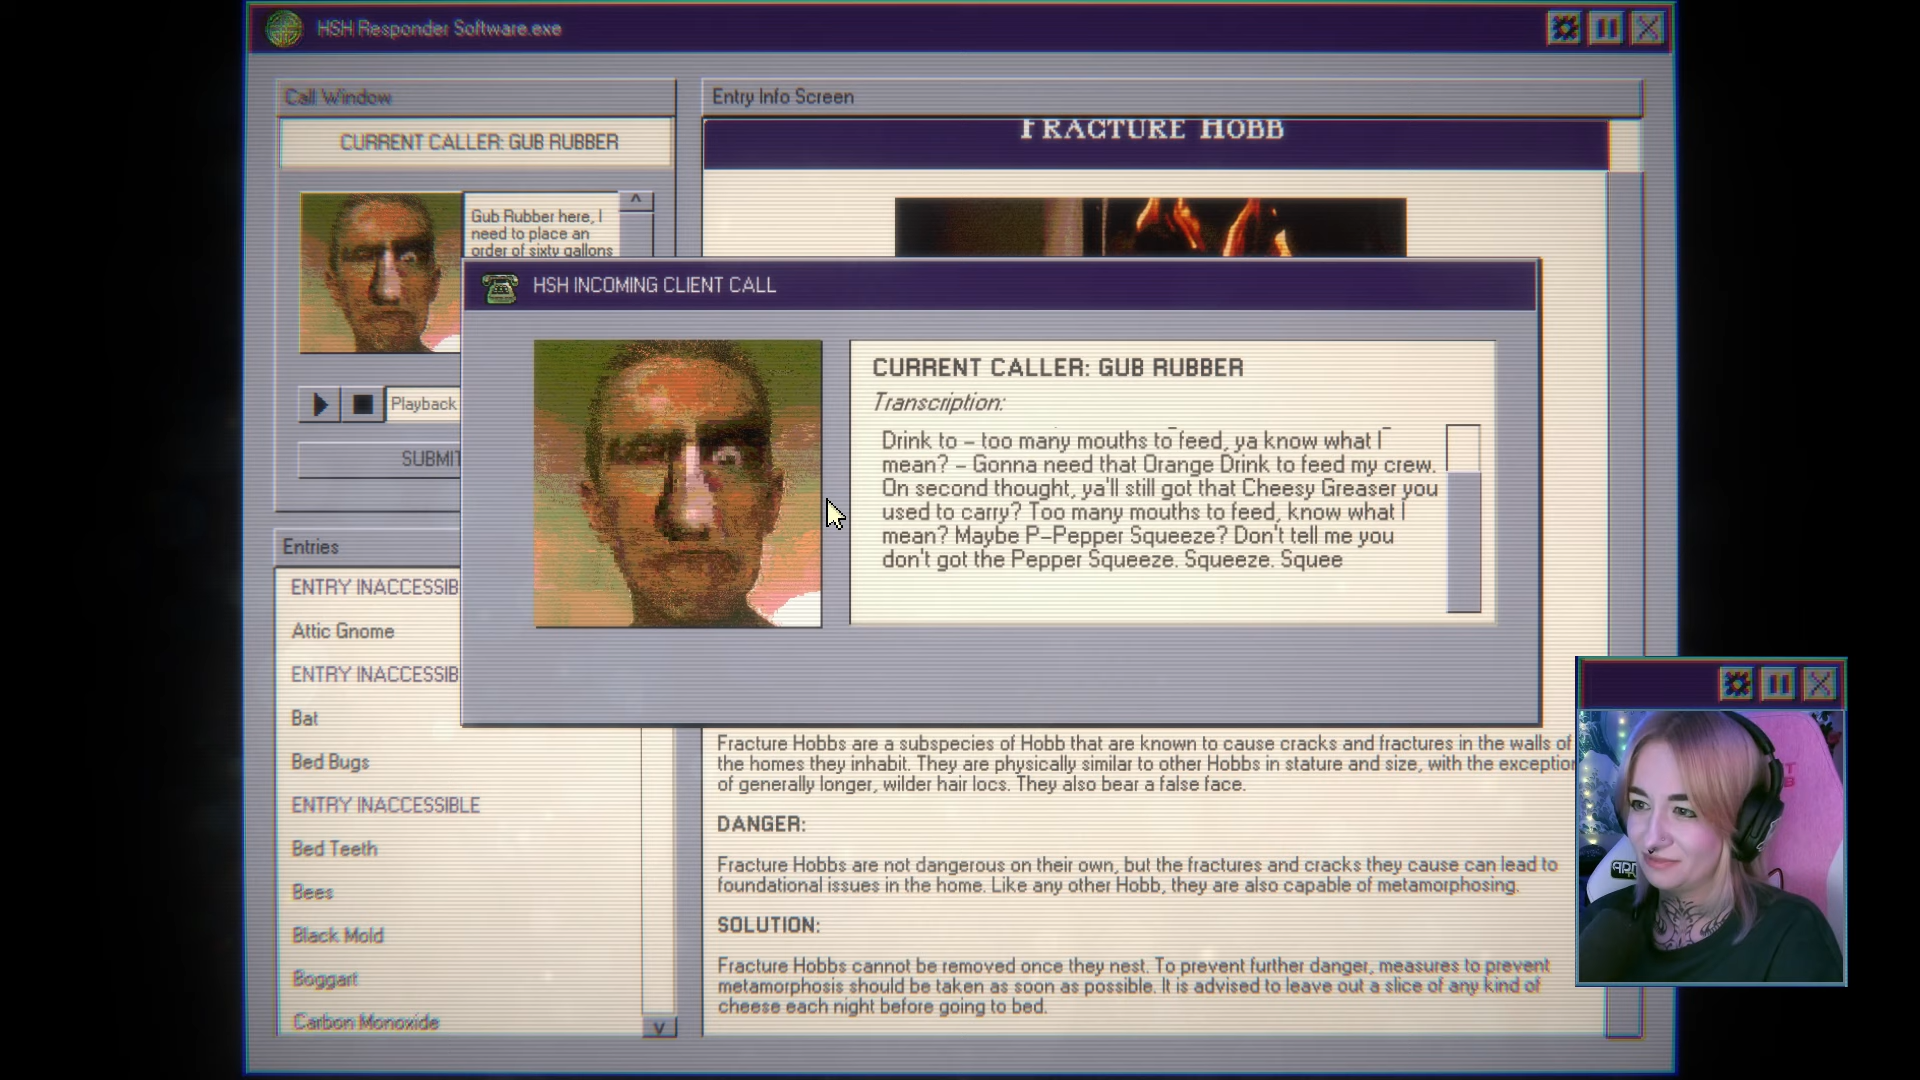 HSH Responder Software.exe
Call Window
CURRENT CALLER: GUB RUBBER
Gub Rubber here, I
need to place an
order of sixty gallons
Playback
SUBMIT
Entries
ENTRY INACCESSIB
Attic Gnome
ENTRY INACCESSIB
Bat
Bed Bugs
ENTRY INACCESSIBLE
Bed Teeth
Bees
Black Mold
Boggart
Carbon Monoxide
Entry Info Screen
FRACTURE HOBB
HSH INCOMING CLIENT CALL
CURRENT CALLER: GUB RUBBER
Transcription:
Drink to - too many mouths to feed, ya know what I
mean? - Gonna need that Orange Drink to feed my crew.
On second thought, ya'll still got that Cheesy Greaser you
used to carry? Too many mouths to feed, know what I
mean? Maybe P-Pepper Squeeze? Don't tell me you
don't got the Pepper Squeeze. Squeeze. Squee
Fracture Hobbs are a subspecies of Hobb that are known to cause cracks and fractures in the walls of
the homes they inhabit. They are physically similar to other Hobbs in stature and size, with the exception
of generally longer, wilder hair locs. They also bear a false face.
DANGER:
Fracture Hobbs are not dangerous on their own, but the fractures and cracks they cause can lead to
foundational issues in the home. Like any other Hobb, they are also capable of metamorphosing.
SOLUTION:
Fracture Hobbs cannot be removed once they nest. To prevent further danger, measures to prevent
metamorphosis should be taken as soon as possible. It is advised to leave out a slice of any kind of
cheese each night before going to bed.